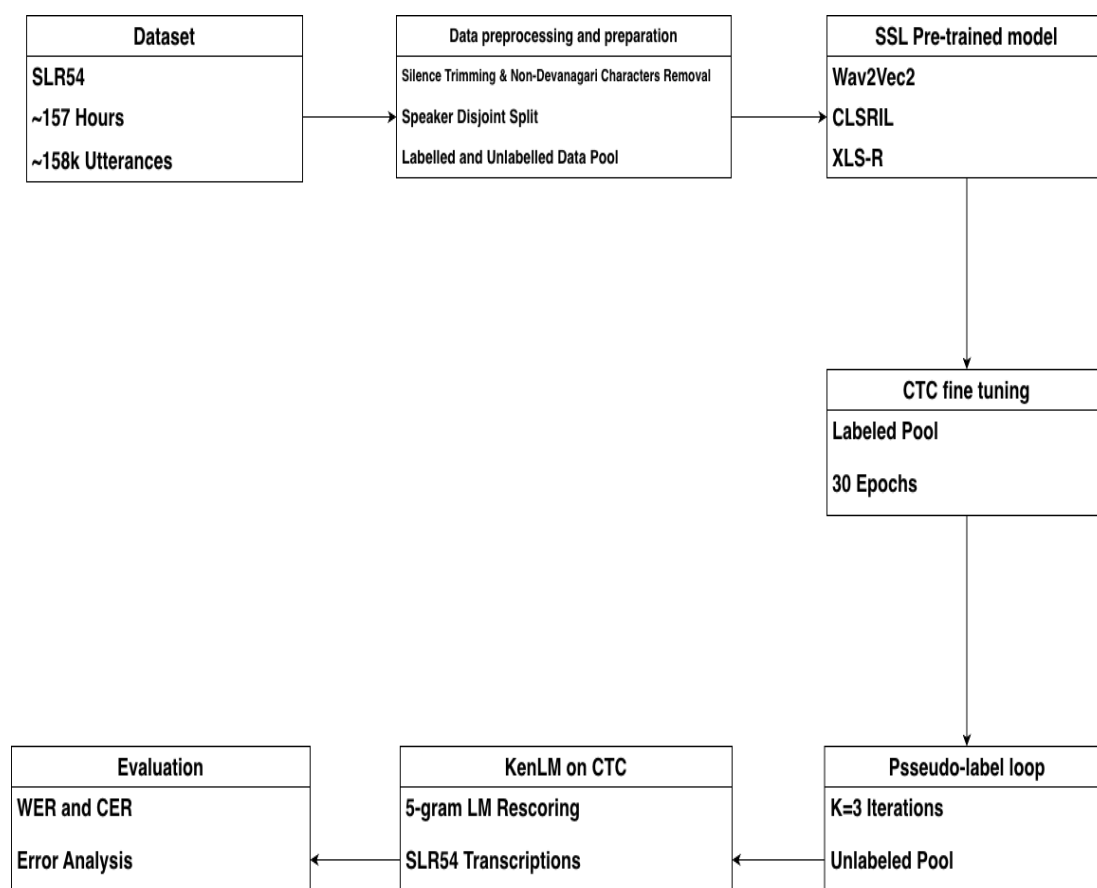 Dataset
SLR54
~157 Hours
~158k Utterances
Data preprocessing and preparation
Silence Trimming & Non-Devanagari Characters Removal
Speaker Disjoint Split
Labelled and Unlabelled Data Pool
SSL Pre-trained model
Wav2Vec2
CLSRIL
XLS-R
CTC fine tuning
Labeled Pool
30 Epochs
Psseudo-label loop
K=3 Iterations
Unlabeled Pool
KenLM on CTC
5-gram LM Rescoring
SLR54 Transcriptions
Evaluation
WER and CER
Error Analysis